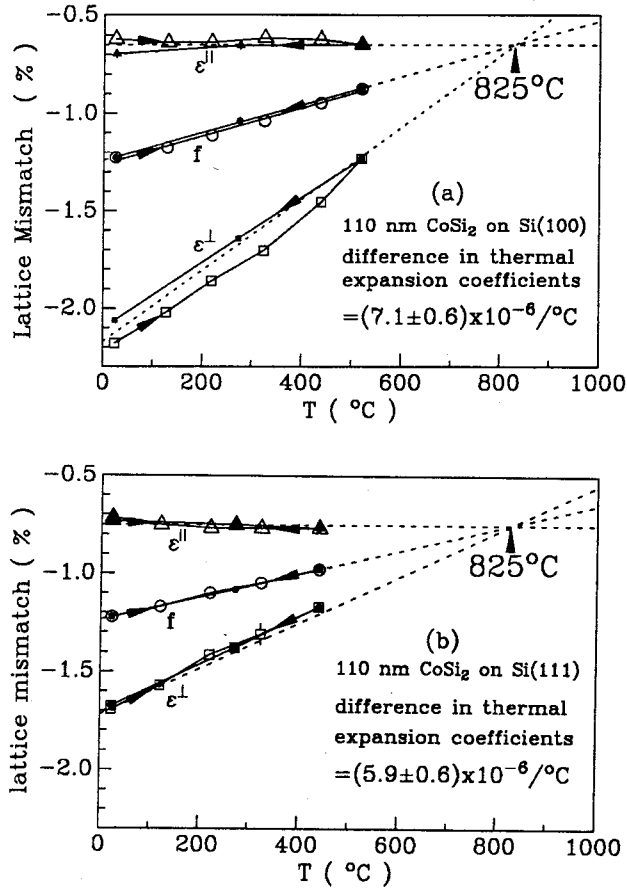 Lattice Mismatch ( % )
−0.5
−1.0
−1.5
−2.0
ε∥
f
ε⊥
825°C
(a)
110 nm CoSi₂ on Si(100)
difference in thermal
expansion coefficients
=(7.1±0.6)x10⁻⁶/°C
0 200 400 600 800 1000
T ( °C )
lattice mismatch ( % )
−0.5
−1.0
−1.5
−2.0
ε∥
f
ε⊥
825°C
(b)
110 nm CoSi₂ on Si(111)
difference in thermal
expansion coefficients
=(5.9±0.6)x10⁻⁶/°C
0 200 400 600 800 1000
T ( °C )